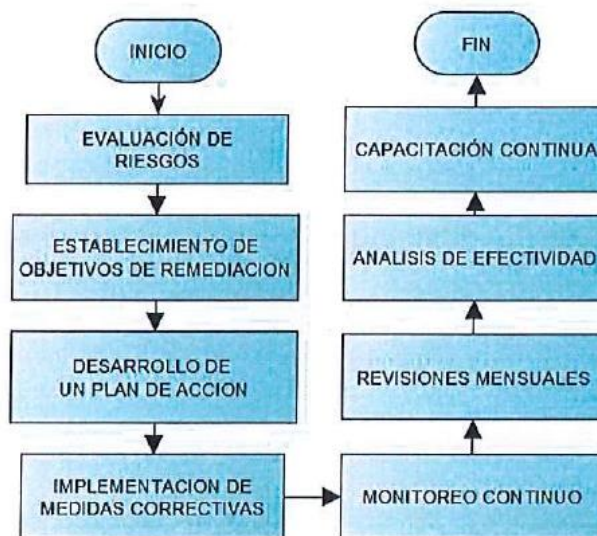 INICIO
EVALUACIÓN DE
RIESGOS
ESTABLECIMIENTO DE
OBJETIVOS DE REMEDIACION
DESARROLLO DE
UN PLAN DE ACCION
IMPLEMENTACION DE
MEDIDAS CORRECTIVAS
MONITOREO CONTINUO
REVISIONES MENSUALES
ANALISIS DE EFECTIVIDAD
CAPACITACIÓN CONTINUA
FIN